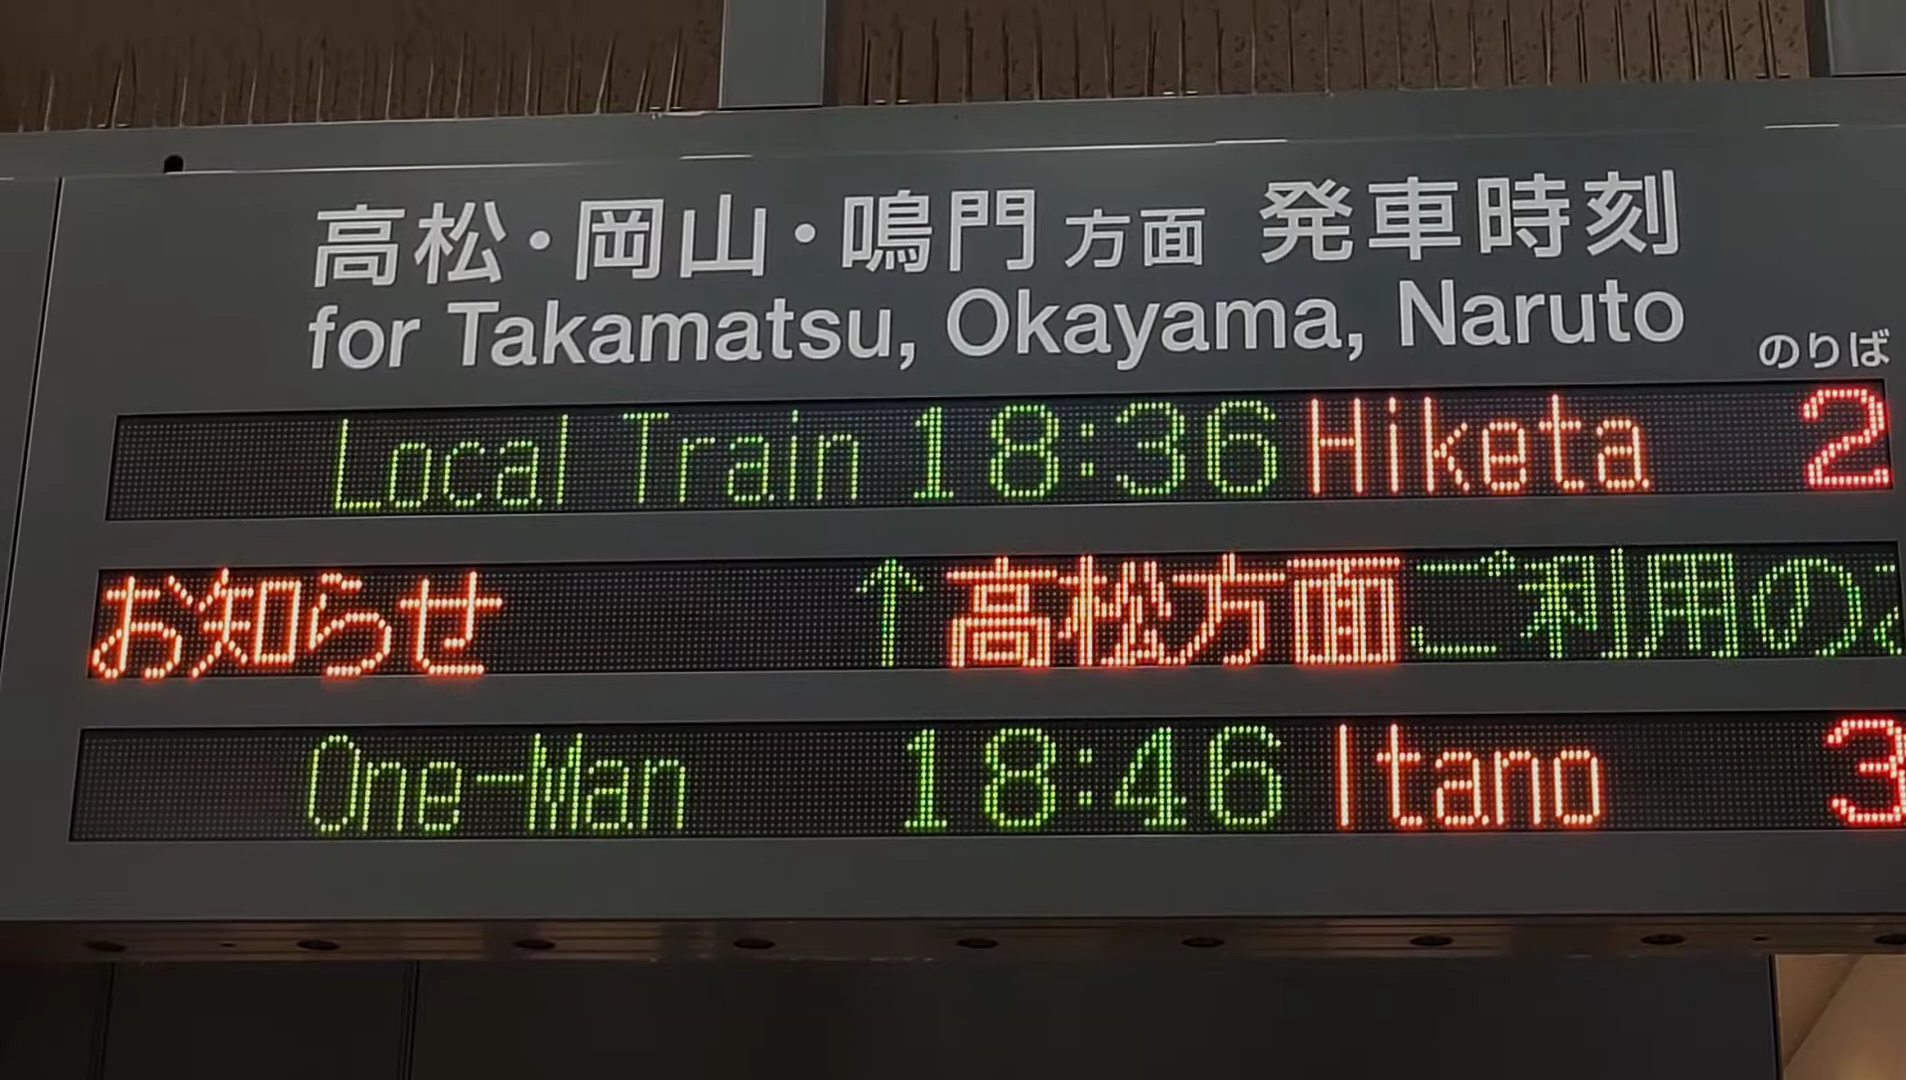 高松・岡山・鳴門方面 発車時刻
for Takamatsu, Okayama, Naruto
のりば
Local Train 18:36 Hiketa 2
お知らせ ↑高松方面ご利用の
One-Man 18:46 Itano 3